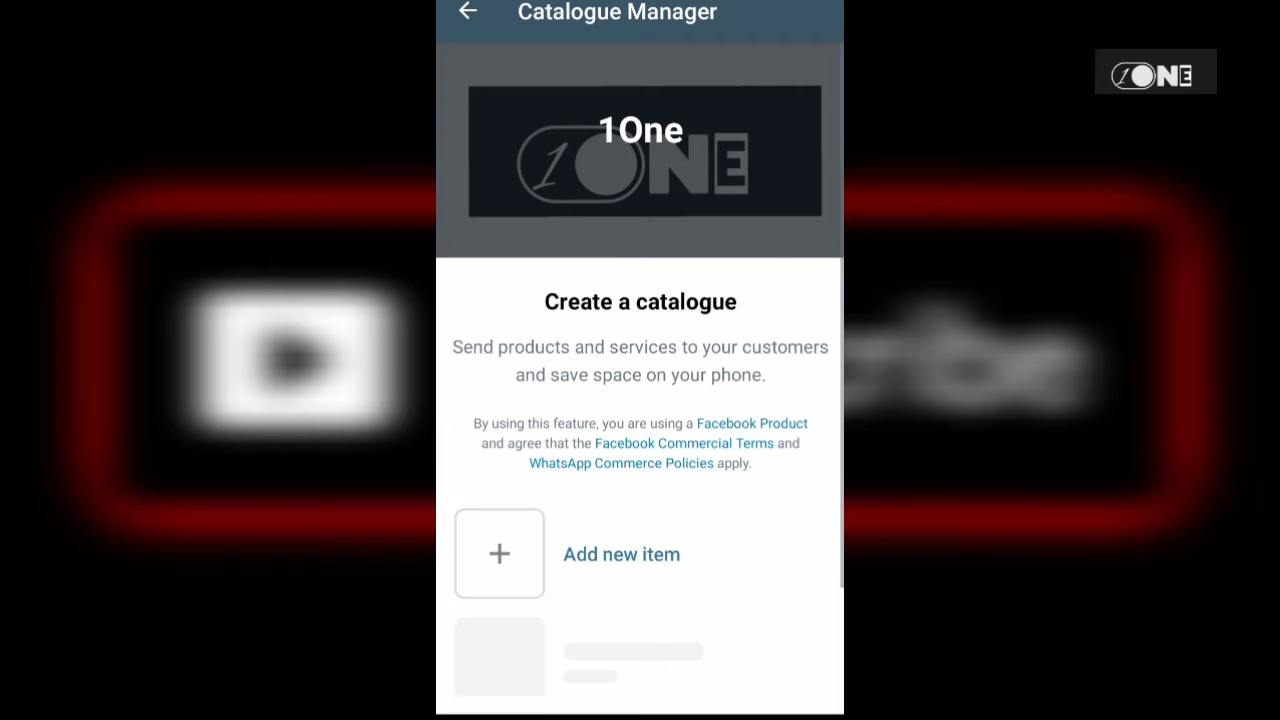 Catalogue Manager
1ONE
1One
1ONE
Create a catalogue
Send products and services to your customers
and save space on your phone.
By using this feature, you are using a Facebook Product
and agree that the Facebook Commercial Terms and
WhatsApp Commerce Policies apply.
+
Add new item